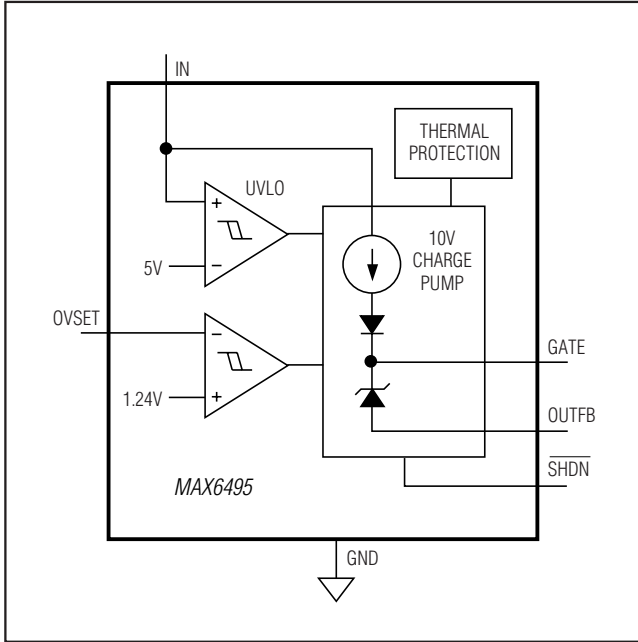 IN
THERMAL
PROTECTION
UVLO
+
10V
CHARGE
PUMP
5V
−
OVSET
−
GATE
1.24V
+
OUTFB
SHDN
MAX6495
GND